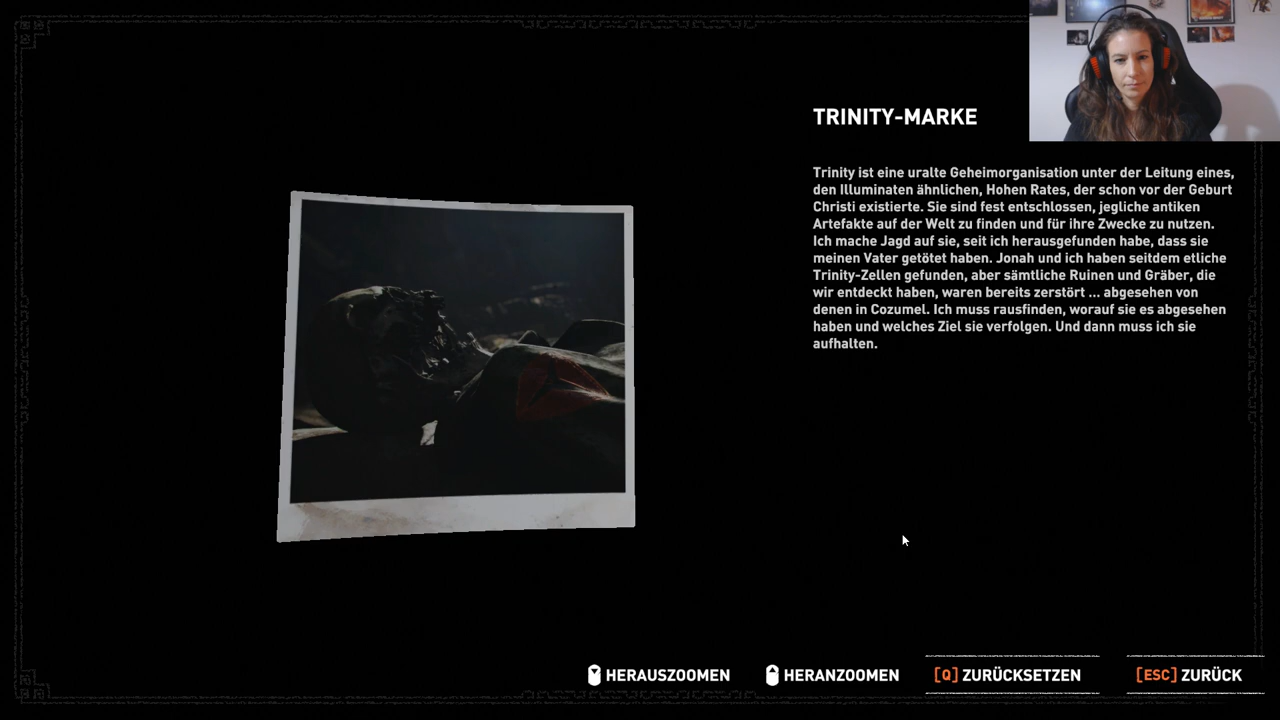 TRINITY-MARKE
Trinity ist eine uralte Geheimorganisation unter der Leitung eines,
den Illuminaten ähnlichen, Hohen Rates, der schon vor der Geburt
Christi existierte. Sie sind fest entschlossen, jegliche antiken
Artefakte auf der Welt zu finden und für ihre Zwecke zu nutzen.
Ich mache Jagd auf sie, seit ich herausgefunden habe, dass sie
meinen Vater getötet haben. Jonah und ich haben seitdem etliche
Trinity-Zellen gefunden, aber sämtliche Ruinen und Gräber, die
wir entdeckt haben, waren bereits zerstört ... abgesehen von
denen in Cozumel. Ich muss rausfinden, worauf sie es abgesehen
haben und welches Ziel sie verfolgen. Und dann muss ich sie
aufhalten.
HERAUSZOOMEN HERANZOOMEN [Q] ZURÜCKSETZEN [ESC] ZURÜCK